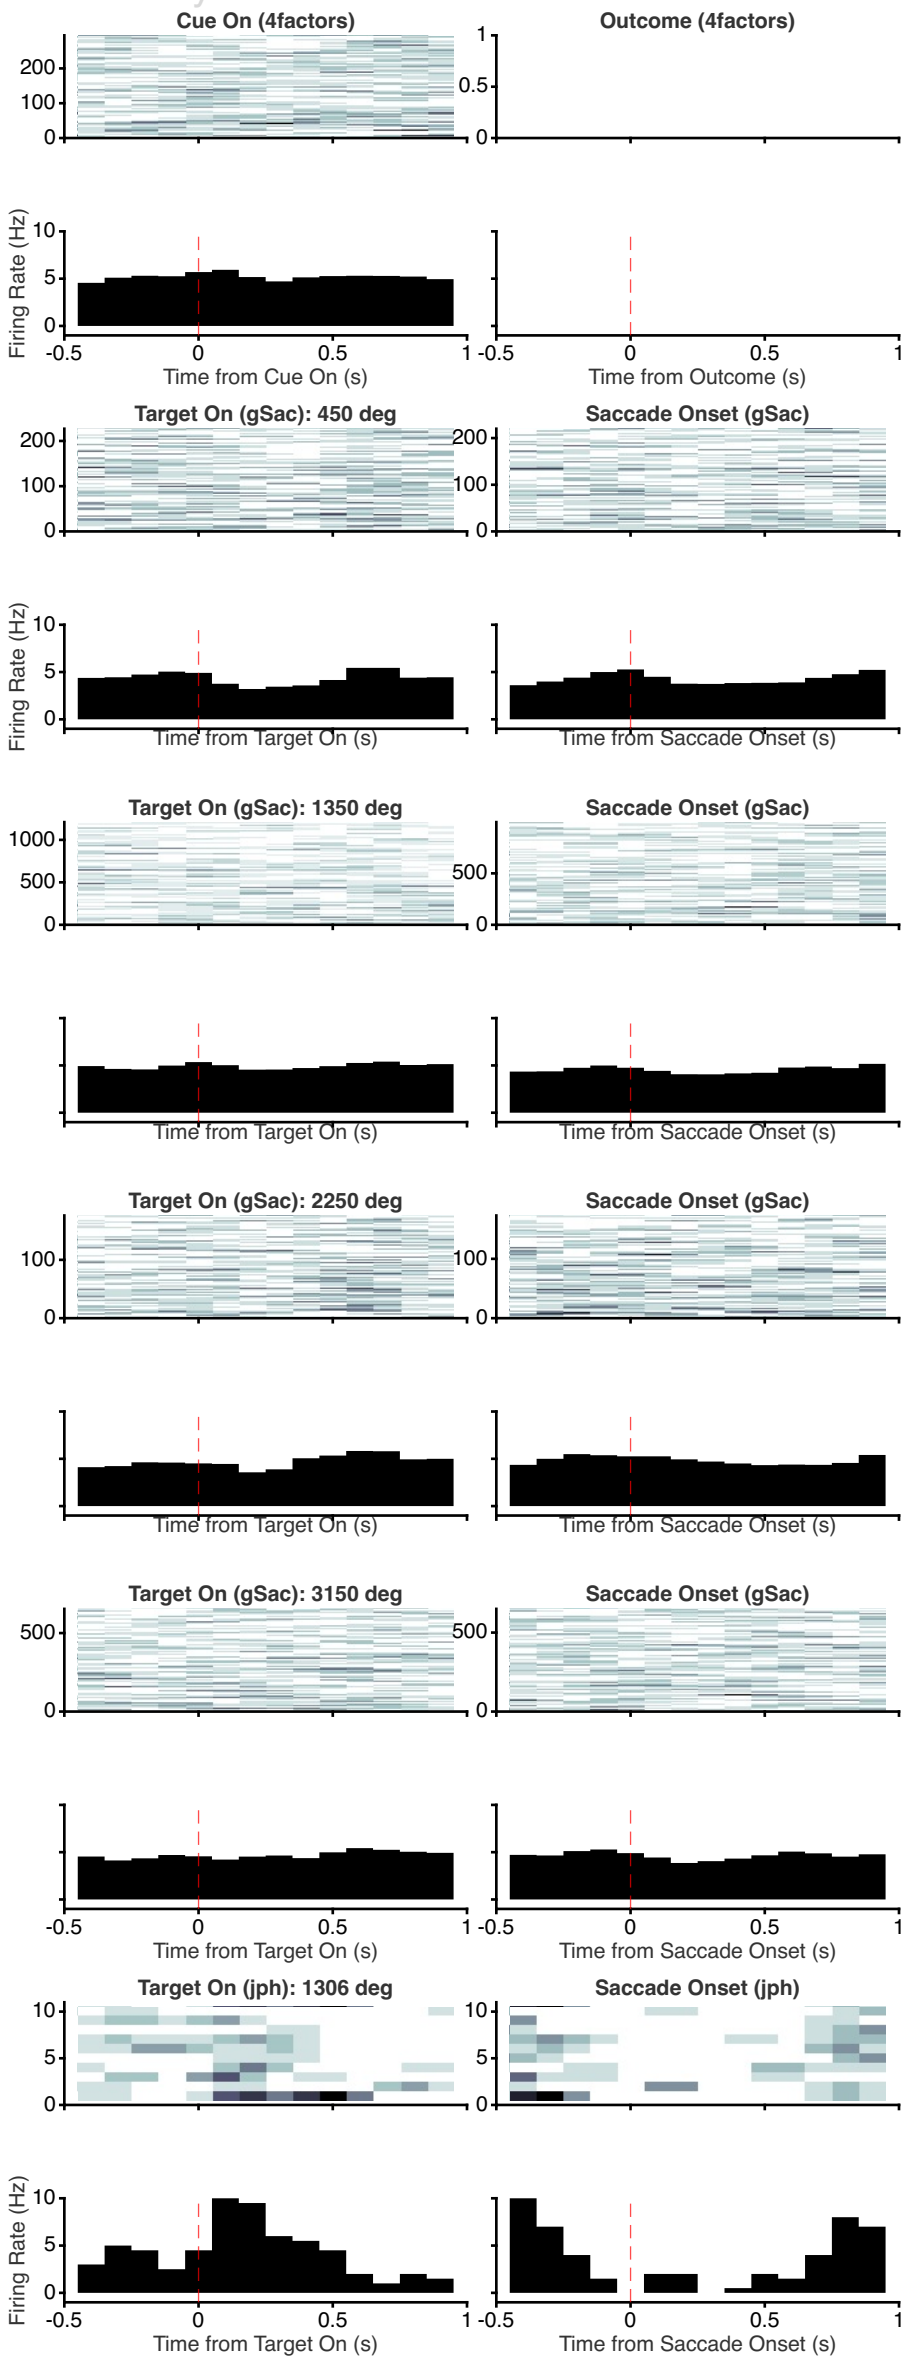 Cue On (4factors) Outcome (4factors)
200
100
0
1
0.5
0
Firing Rate (Hz)
10
5
0
-0.5 0 0.5 1 -0.5 0 0.5 1
Time from Cue On (s) Time from Outcome (s)
Target On (gSac): 450 deg Saccade Onset (gSac)
200
100
0
200
100
0
Firing Rate (Hz)
10
5
0
Time from Target On (s) Time from Saccade Onset (s)
Target On (gSac): 1350 deg Saccade Onset (gSac)
1000
500
0
500
0
Time from Target On (s) Time from Saccade Onset (s)
Target On (gSac): 2250 deg Saccade Onset (gSac)
100
0
100
0
Time from Target On (s) Time from Saccade Onset (s)
Target On (gSac): 3150 deg Saccade Onset (gSac)
500
0
500
0
-0.5 0 0.5 1 -0.5 0 0.5 1
Time from Target On (s) Time from Saccade Onset (s)
Target On (jph): 1306 deg Saccade Onset (jph)
10
5
0
10
5
0
Firing Rate (Hz)
10
5
0
-0.5 0 0.5 1 -0.5 0 0.5 1
Time from Target On (s) Time from Saccade Onset (s)